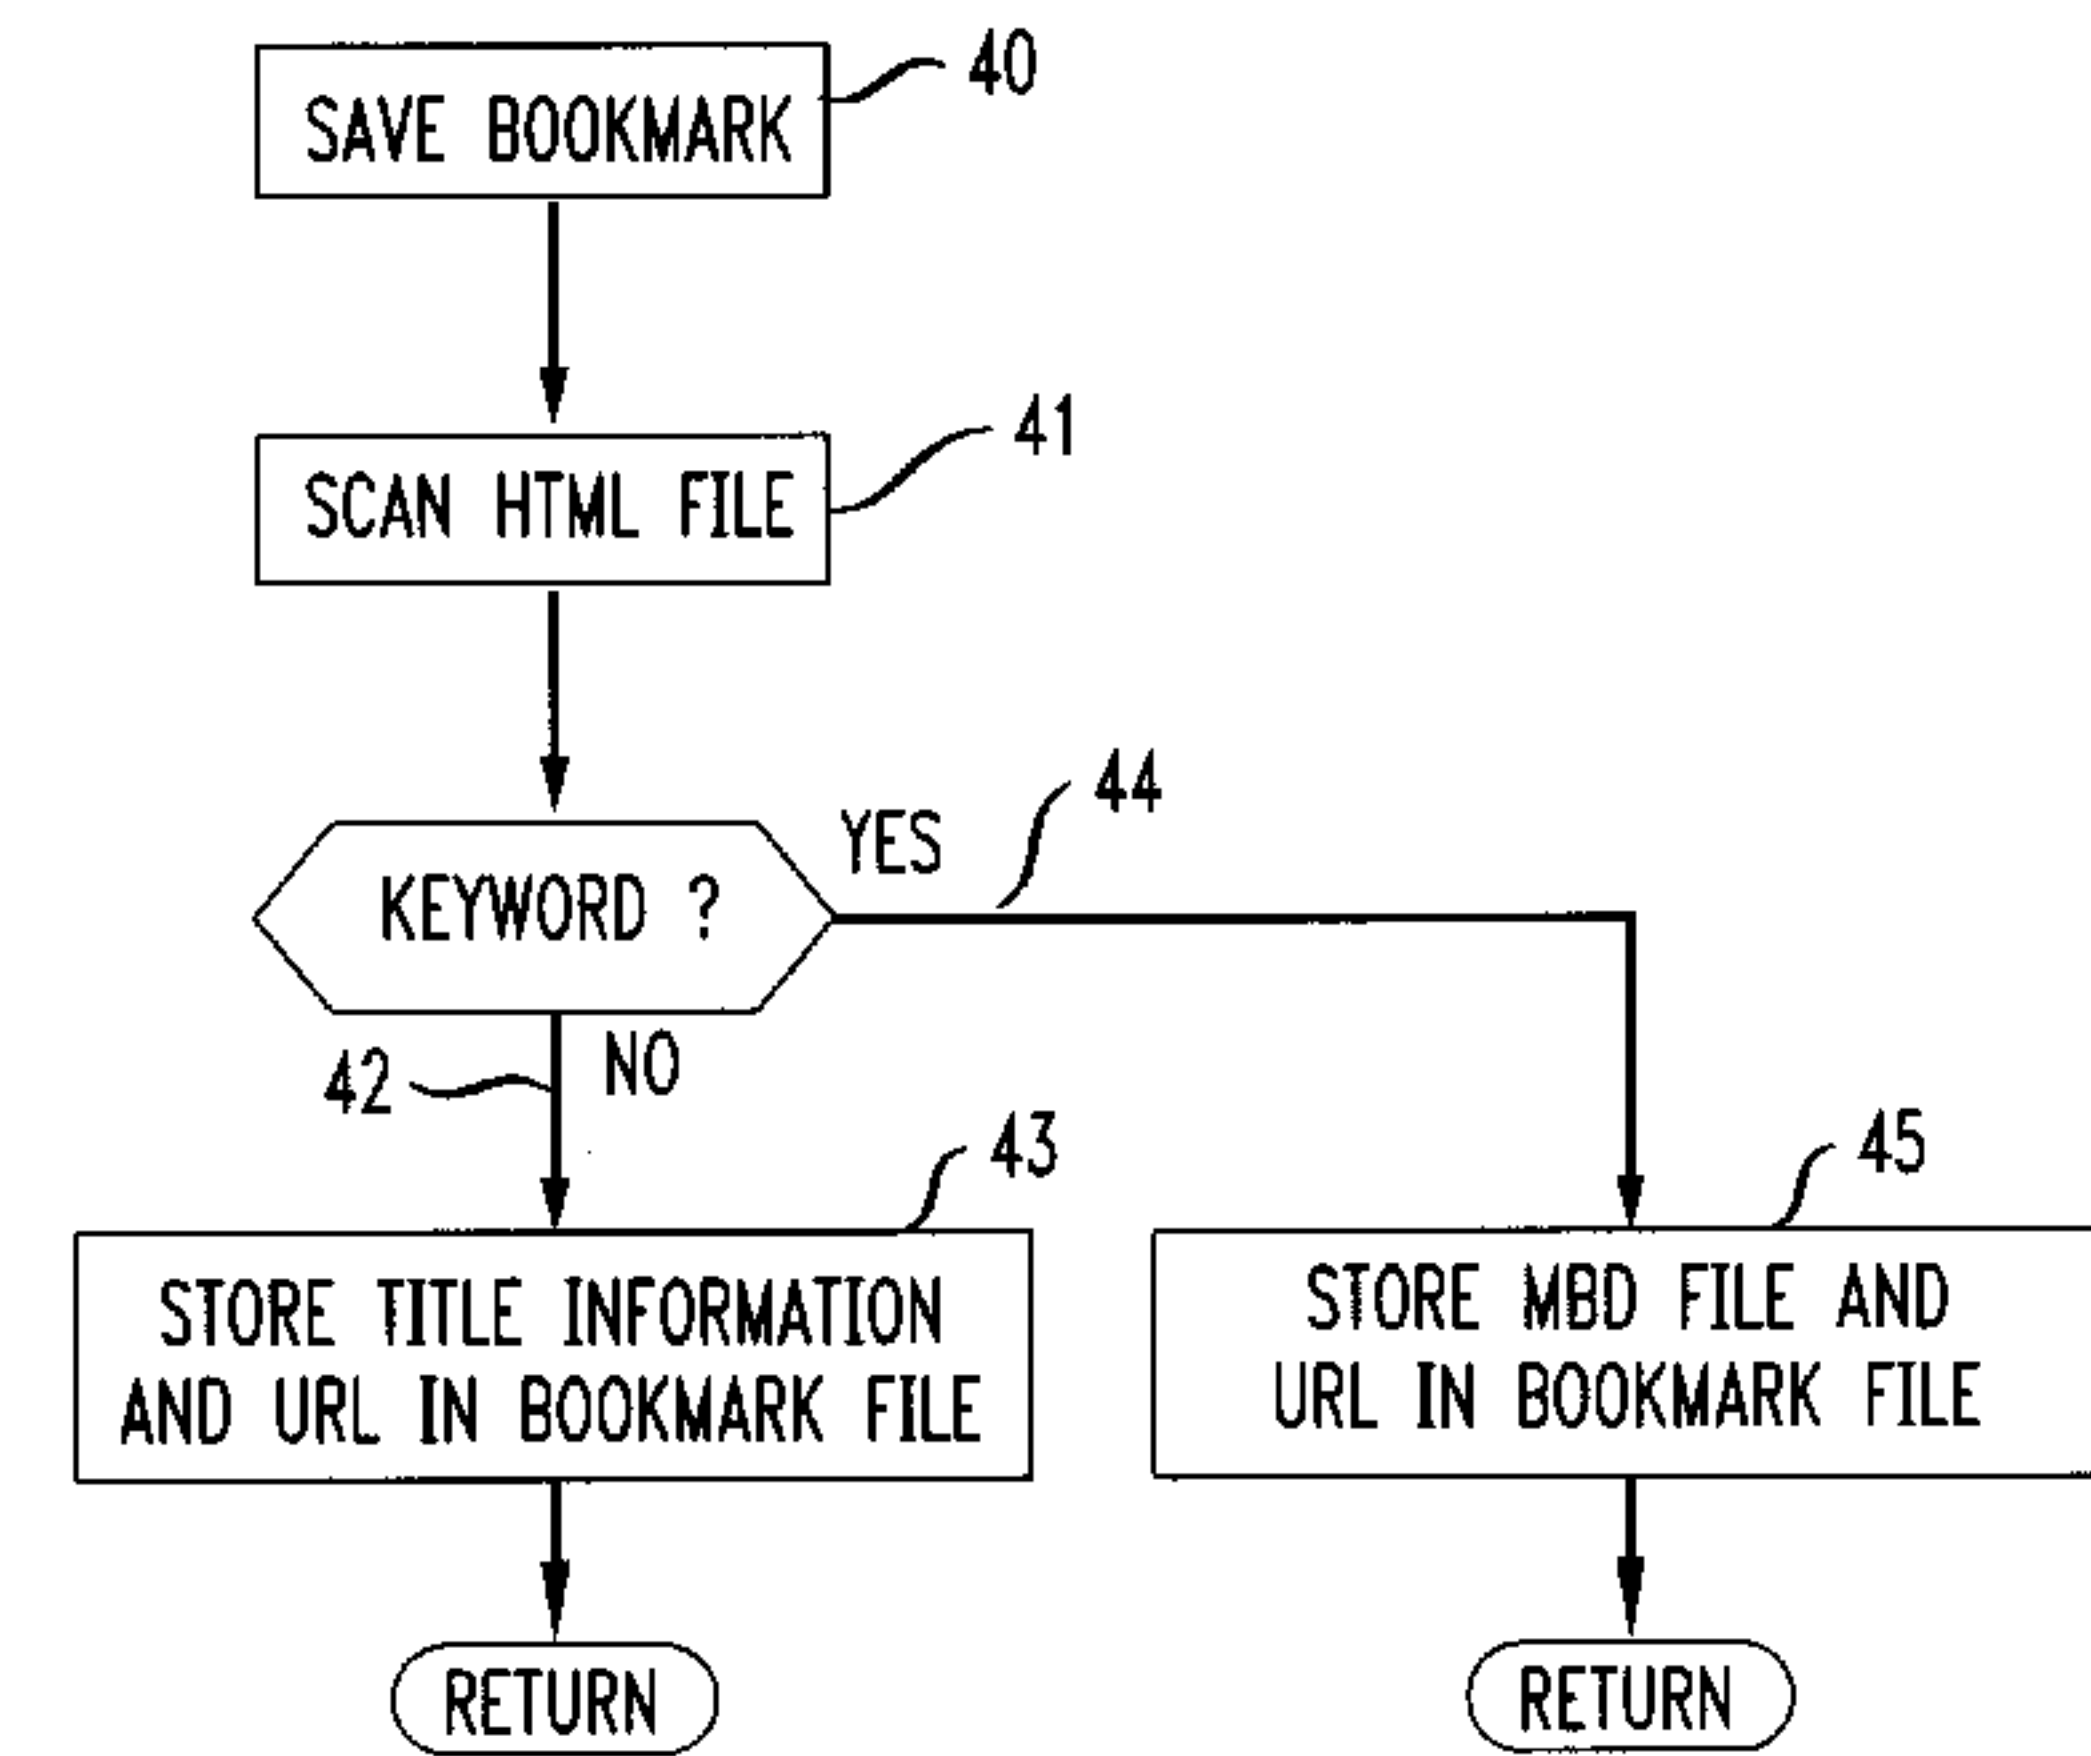 SAVE BOOKMARK
40
SCAN HTML FILE
41
KEYWORD ?
YES
44
42
NO
43
STORE TITLE INFORMATION
AND URL IN BOOKMARK FILE
45
STORE MBD FILE AND
URL IN BOOKMARK FILE
RETURN
RETURN